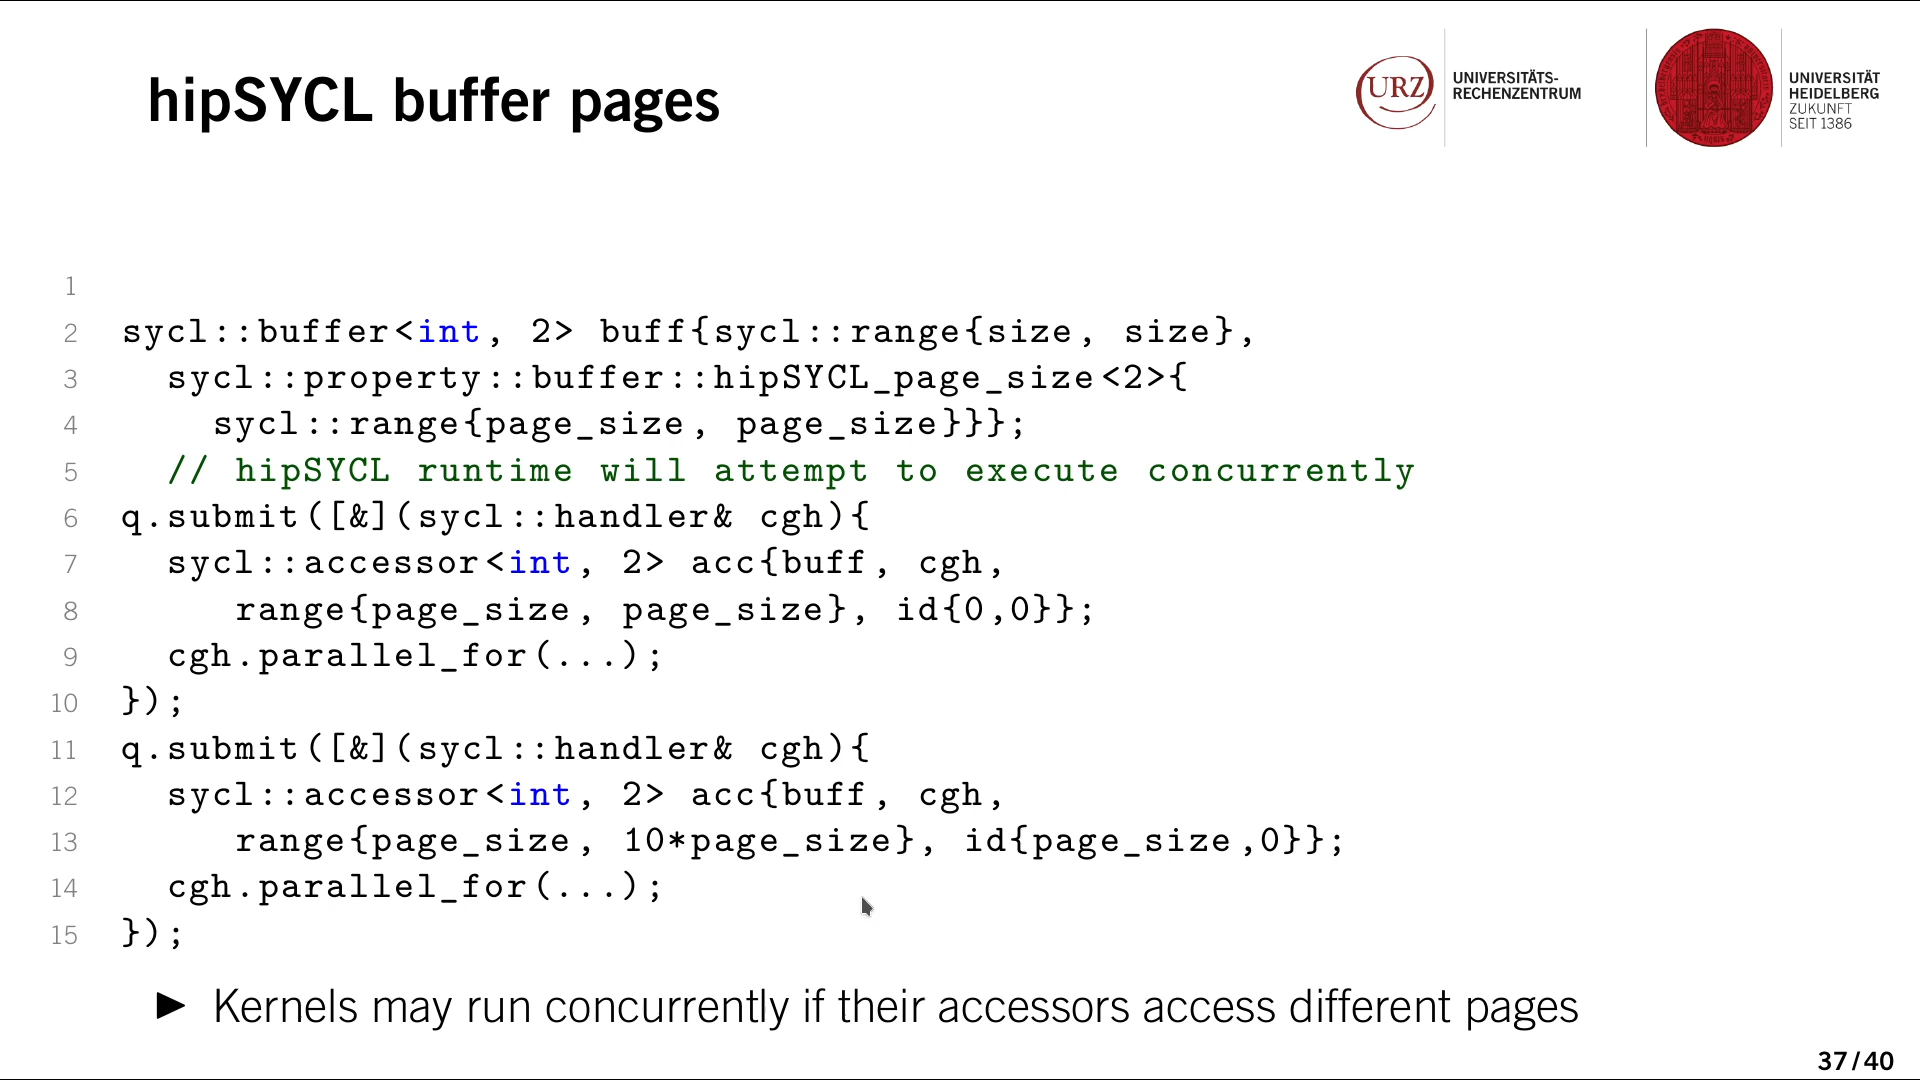 hipSYCL buffer pages
URZ
UNIVERSITÄTS-
RECHENZENTRUM
UNIVERSITÄT
HEIDELBERG
ZUKUNFT
SEIT 1386
1
2 sycl::buffer<int, 2> buff{sycl::range{size, size},
3   sycl::property::buffer::hipSYCL_page_size<2>{
4     sycl::range{page_size, page_size}}};
5   // hipSYCL runtime will attempt to execute concurrently
6 q.submit([&](sycl::handler& cgh){
7   sycl::accessor<int, 2> acc{buff, cgh,
8      range{page_size, page_size}, id{0,0}};
9   cgh.parallel_for(...);
10 });
11 q.submit([&](sycl::handler& cgh){
12   sycl::accessor<int, 2> acc{buff, cgh,
13      range{page_size, 10*page_size}, id{page_size,0}};
14   cgh.parallel_for(...);
15 });
► Kernels may run concurrently if their accessors access different pages
37/40